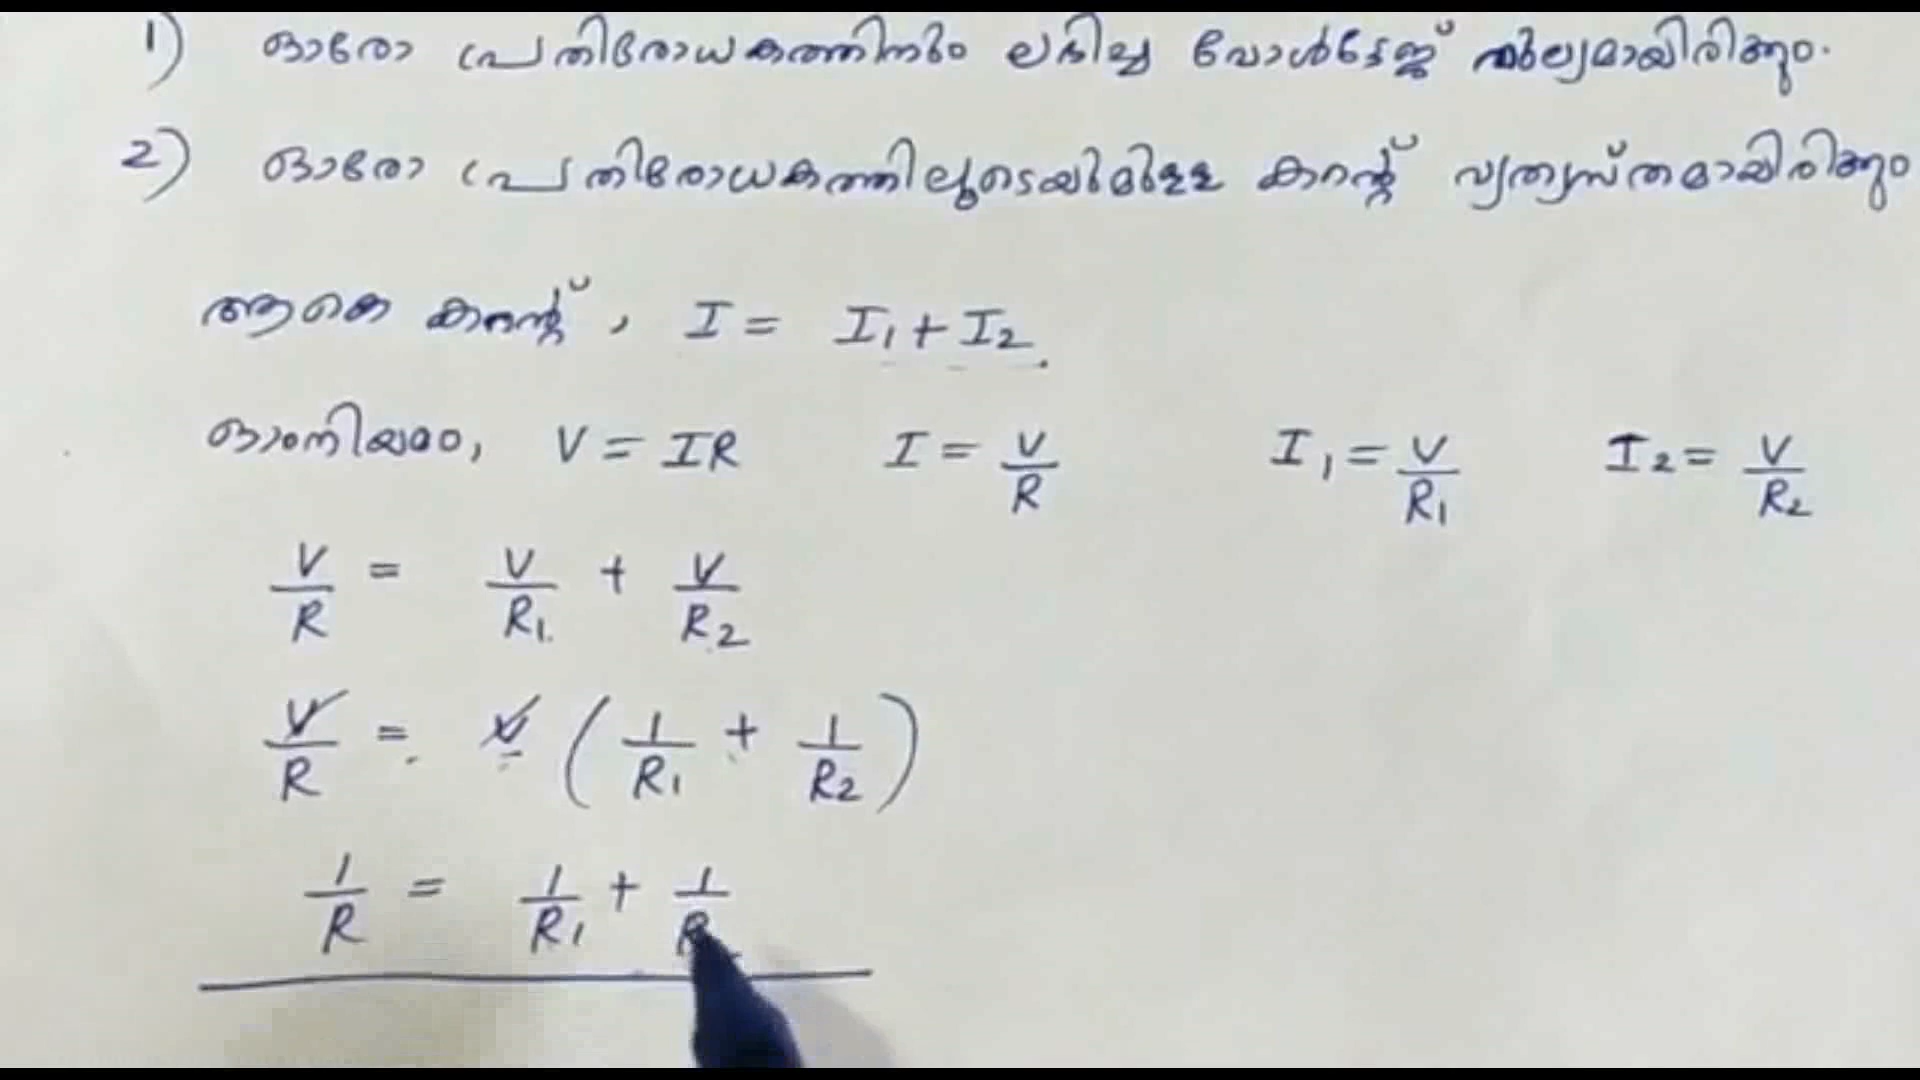 1) ഓരോ പ്രതിരോധകത്തിനും ലഭിച്ച വോൾട്ടേജ് തുല്യമായിരിക്കും.
2) ഓരോ പ്രതിരോധകത്തിലൂടെയുമുള്ള കറന്റ് വ്യത്യസ്തമായിരിക്കും
ആകെ കറന്റ്, I = I₁ + I₂
ഓംനിയമം, V = IR I = V/R I₁ = V/R₁ I₂ = V/R₂
V/R = V/R₁ + V/R₂
V/R = V (1/R₁ + 1/R₂)
1/R = 1/R₁ + 1/R